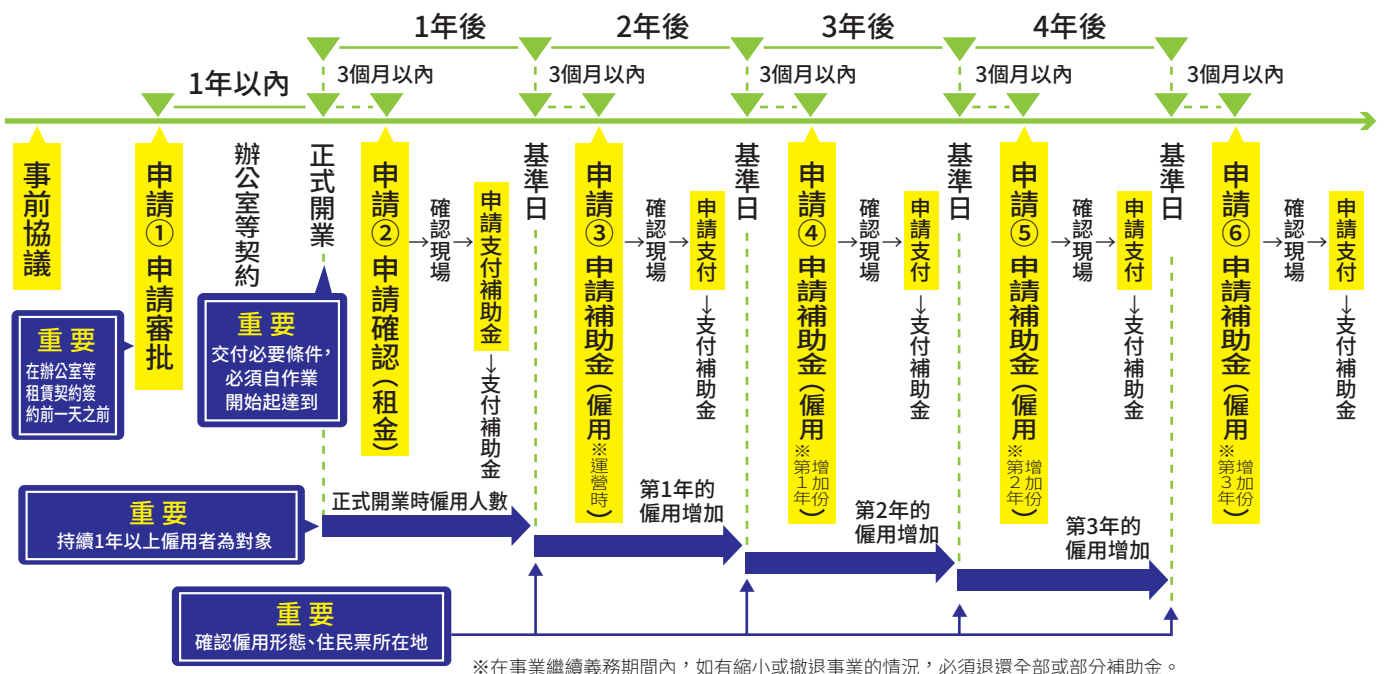 1年後
2年後
3年後
4年後
1年以內
3個月以內
3個月以內
3個月以內
3個月以內
3個月以內
事前協議
申請① 申請審批
辦公室等契約
正式開業
申請② 申請確認（租金）
→確認現場→
申請支付補助金
→支付補助金
基準日
申請③ 申請補助金（僱用※運營時）
→確認現場→
申請支付
→支付補助金
基準日
申請④ 申請補助金（僱用※第1年增加份）
→確認現場→
申請支付
→支付補助金
基準日
申請⑤ 申請補助金（僱用※第2年增加份）
→確認現場→
申請支付
→支付補助金
基準日
申請⑥ 申請補助金（僱用※第3年增加份）
→確認現場→
申請支付
→支付補助金
重要
在辦公室等
租賃契約簽
約前一天之前
重要
交付必要條件，
必須自作業
開始起達到
重要
持續1年以上僱用者為對象
正式開業時僱用人數
第1年的
僱用增加
第2年的
僱用增加
第3年的
僱用增加
重要
確認僱用形態、住民票所在地
※在事業繼續義務期間內，如有縮小或撤退事業的情況，必須退還全部或部分補助金。